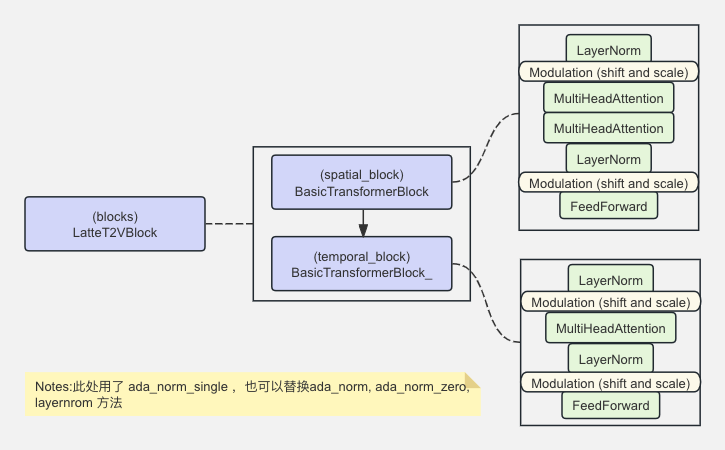 LayerNorm
Modulation (shift and scale)
MultiHeadAttention
MultiHeadAttention
LayerNorm
Modulation (shift and scale)
FeedForward
(spatial_block)
BasicTransformerBlock
(blocks)
LatteT2VBlock
(temporal_block)
BasicTransformerBlock_
LayerNorm
Modulation (shift and scale)
MultiHeadAttention
LayerNorm
Modulation (shift and scale)
FeedForward
Notes:此处用了 ada_norm_single ，也可以替换ada_norm, ada_norm_zero,
layernrom 方法